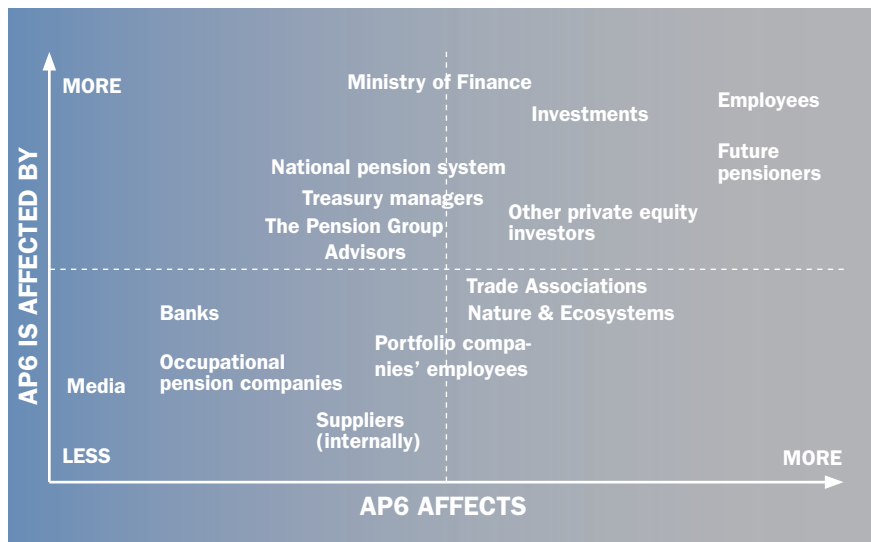 MORE
Ministry of Finance
Employees
Investments
Future
pensioners
National pension system
Treasury managers
Other private equity
investors
The Pension Group
Advisors
AP6 IS AFFECTED BY
Trade Associations
Banks
Nature & Ecosystems
Portfolio compa-
nies’ employees
Occupational
pension companies
Media
Suppliers
(internally)
LESS
MORE
AP6 AFFECTS